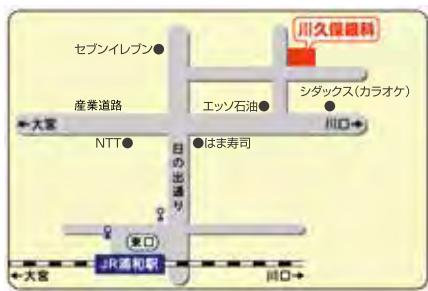 川久保眼科
セブンイレブン●
シダックス(カラオケ)
産業道路
エッソ石油●
●
←大宮
川口→
NTT●
●はま寿司
日の出通り
東口
JR浦和駅
←大宮
川口→